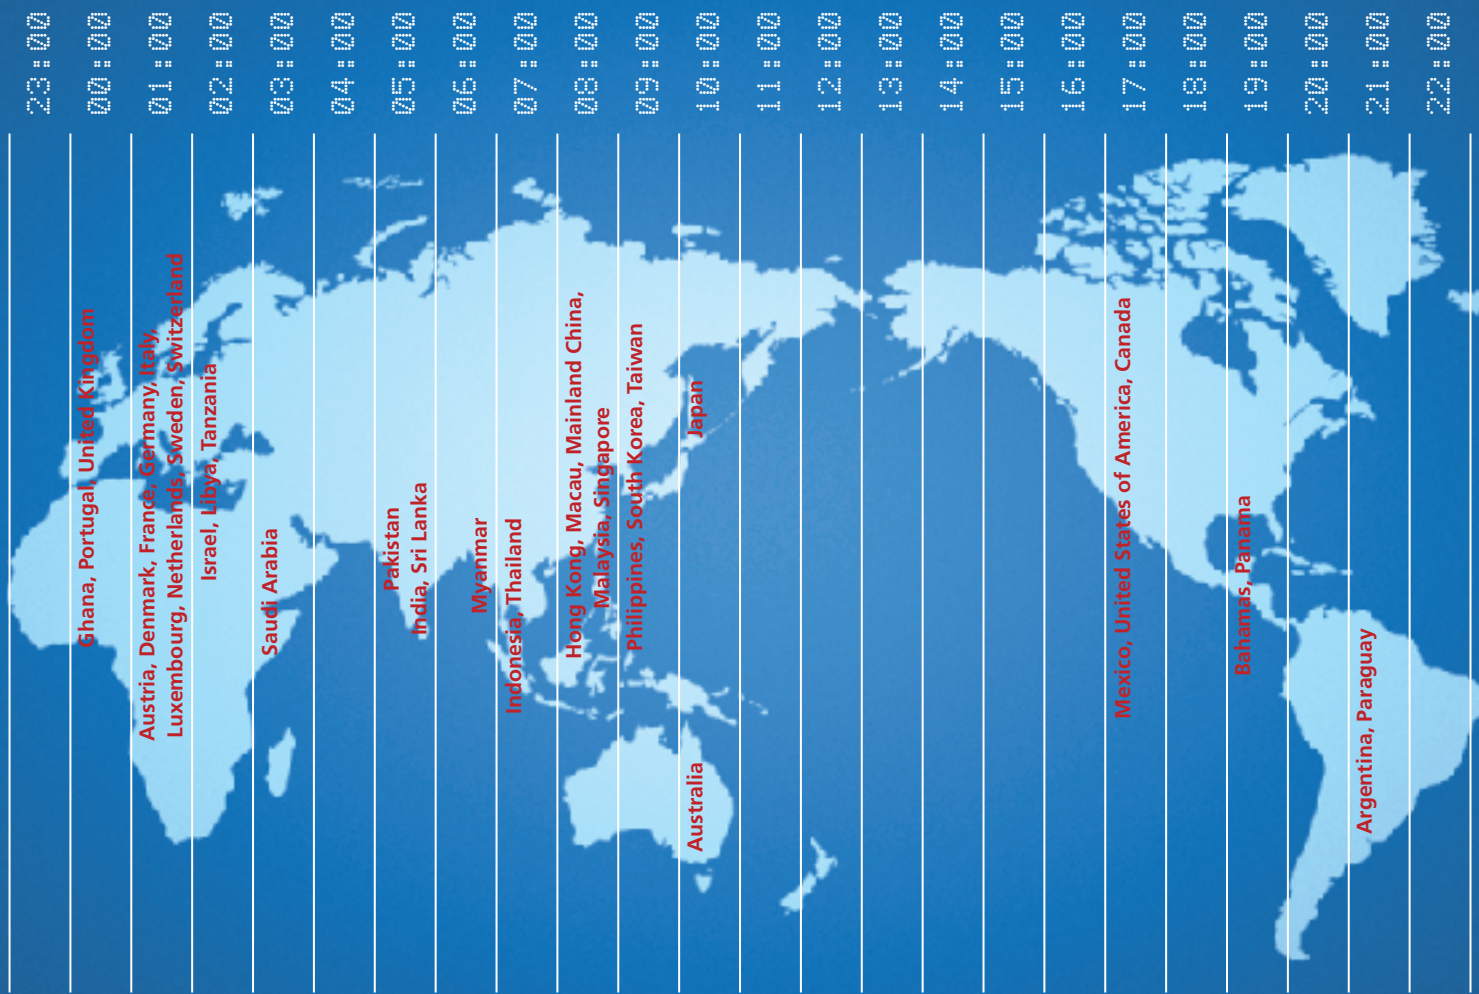 23:00
00:00
01:00
02:00
03:00
04:00
05:00
06:00
07:00
08:00
09:00
10:00
11:00
12:00
13:00
14:00
15:00
16:00
17:00
18:00
19:00
20:00
21:00
22:00
Ghana, Portugal, United Kingdom
Austria, Denmark, France, Germany, Italy,
Luxembourg, Netherlands, Sweden, Switzerland
Israel, Libya, Tanzania
Saudi Arabia
Pakistan
India, Sri Lanka
Myanmar
Indonesia, Thailand
Hong Kong, Macau, Mainland China,
Malaysia, Singapore
Philippines, South Korea, Taiwan
Japan
Australia
Mexico, United States of America, Canada
Bahamas, Panama
Argentina, Paraguay